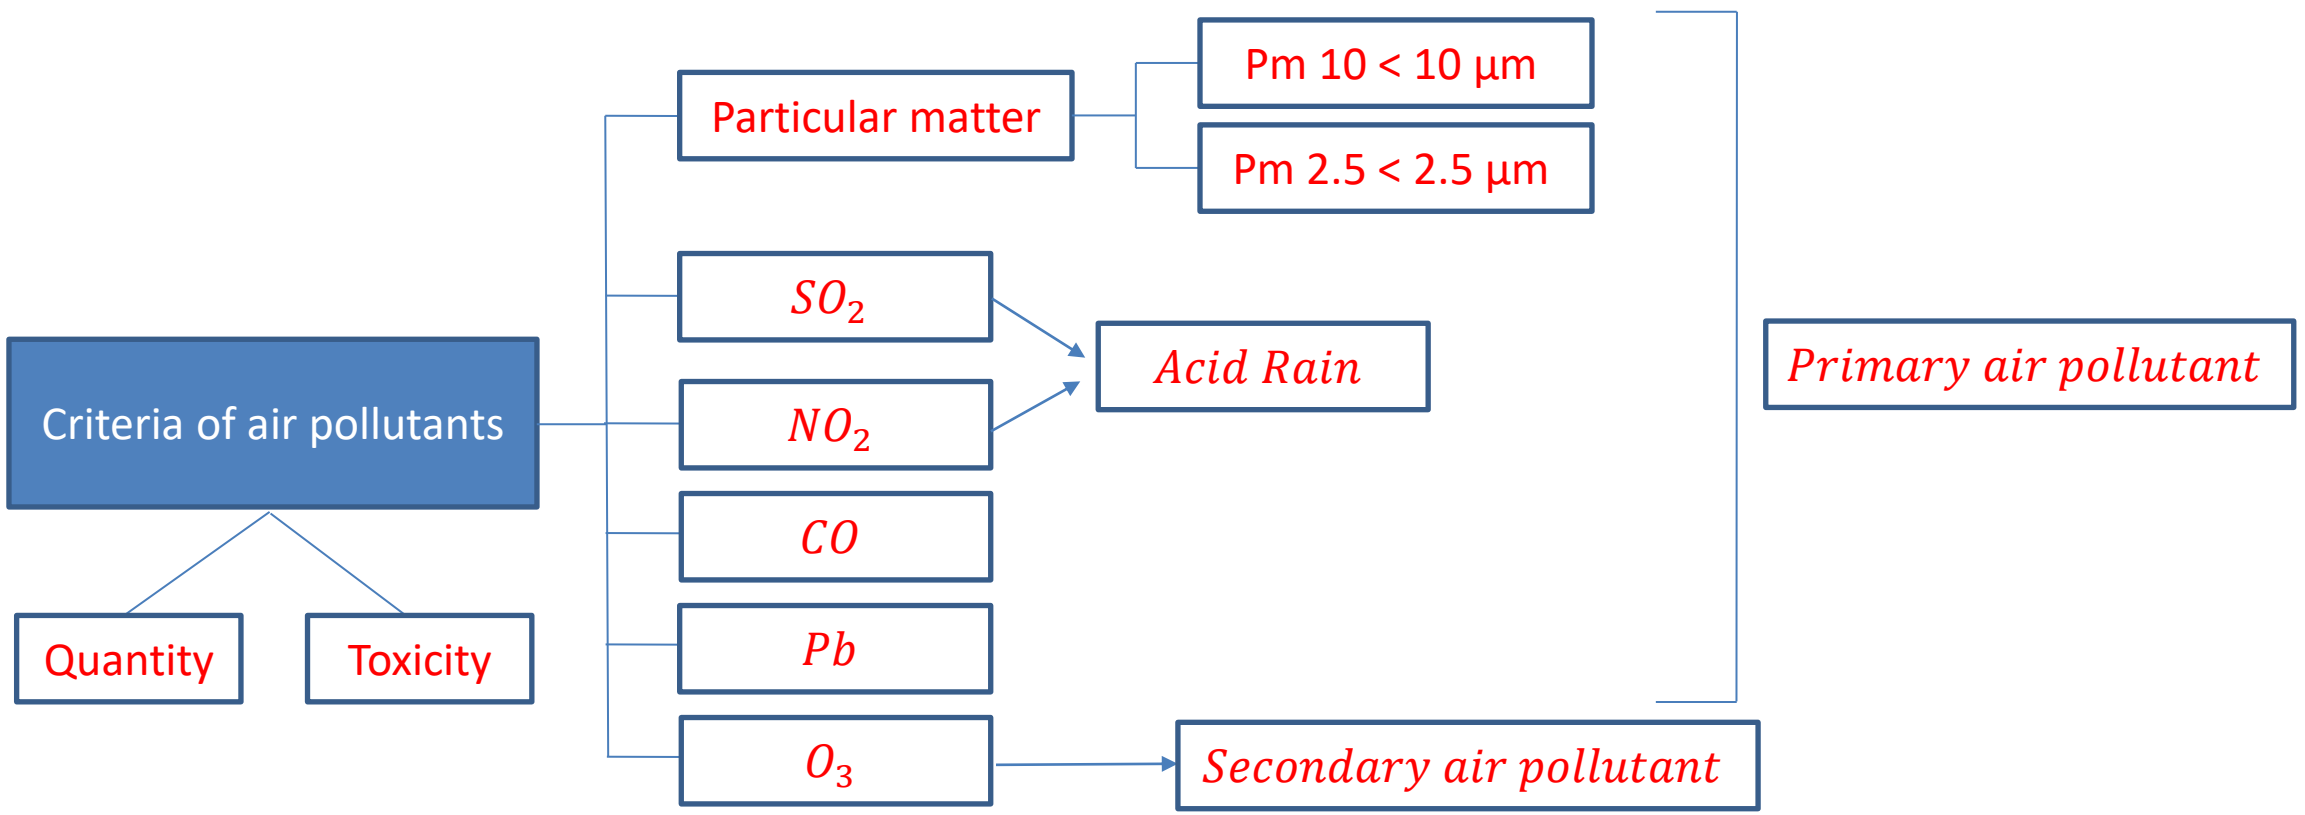 Pm 10 < 10 µm
Particular matter
Pm 2.5 < 2.5 µm
SO₂
Acid Rain
Primary air pollutant
Criteria of air pollutants
NO₂
CO
Quantity
Toxicity
Pb
O₃
Secondary air pollutant